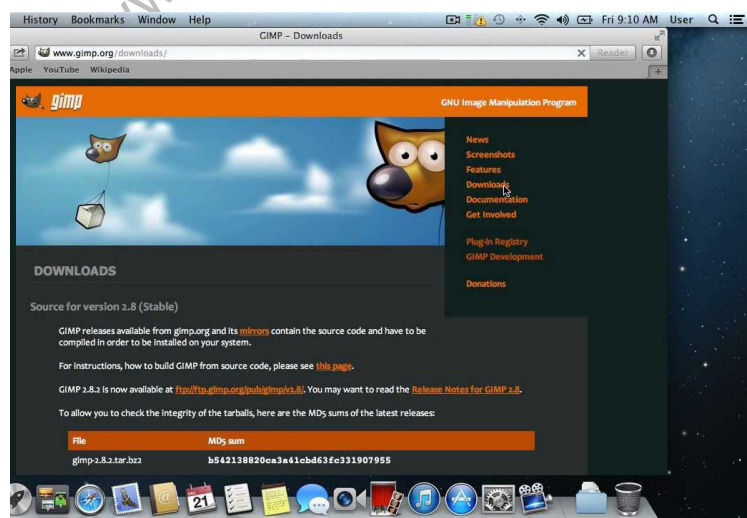 History Bookmarks Window Help Fri 9:10 AM User
GIMP – Downloads
www.gimp.org/downloads/ Reader
Apple YouTube Wikipedia
gimp GNU Image Manipulation Program
News
Screenshots
Features
Downloads
Documentation
Get Involved
Plug-in Registry
GIMP Development
Donations
DOWNLOADS
Source for version 2.8 (Stable)
GIMP releases available from gimp.org and its mirrors contain the source code and have to be
compiled in order to be installed on your system.
For instructions, how to build GIMP from source code, please see this page.
GIMP 2.8.2 is now available at ftp://ftp.gimp.org/pub/gimp/v2.8/. You may want to read the Release Notes for GIMP 2.8.
To allow you to check the integrity of the tarballs, here are the MD5 sums of the latest releases:
File MD5 sum
gimp-2.8.2.tar.bz2 b542138820ca3a41cbd63fc331907955
21